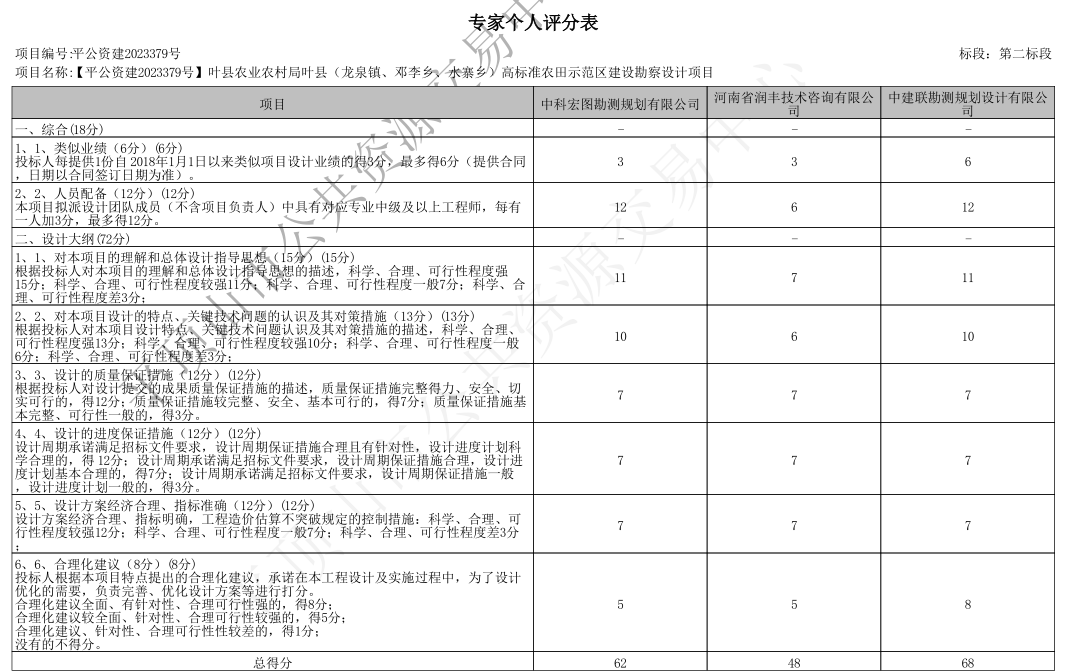 专家个人评分表
项目编号:平公资建2023379号
标段：第二标段
项目名称:【平公资建2023379号】叶县农业农村局叶县（龙泉镇、邓李乡、水寨乡）高标准农田示范区建设勘察设计项目
项目 中科宏图勘测规划有限公司 河南省润丰技术咨询有限公司 中建联勘测规划设计有限公司
一、综合(18分) － － －
1、1、类似业绩（6分）(6分)
投标人每提供1份自 2018年1月1日以来类似项目设计业绩的得3分，最多得6分（提供合同
，日期以合同签订日期为准）。
3 3 6
2、2、人员配备（12分）(12分)
本项目拟派设计团队成员（不含项目负责人）中具有对应专业中级及以上工程师，每有
一人加3分，最多得12分。
12 6 12
二、设计大纲(72分) － － －
1、1、对本项目的理解和总体设计指导思想（15分）(15分)
根据投标人对本项目的理解和总体设计指导思想的描述，科学、合理、可行性程度强
15分；科学、合理、可行性程度较强11分；科学、合理、可行性程度一般7分；科学、合
理、可行性程度差3分；
11 7 11
2、2、对本项目设计的特点、关键技术问题的认识及其对策措施（13分）(13分)
根据投标人对本项目设计特点、关键技术问题认识及其对策措施的描述，科学、合理、
可行性程度强13分；科学、合理、可行性程度较强10分；科学、合理、可行性程度一般
6分；科学、合理、可行性程度差3分；
10 6 10
3、3、设计的质量保证措施（12分）(12分)
根据投标人对设计提交的成果质量保证措施的描述，质量保证措施完整得力、安全、切
实可行的，得12分；质量保证措施较完整、安全、基本可行的，得7分；质量保证措施基
本完整、可行性一般的，得3分。
7 7 7
4、4、设计的进度保证措施（12分）(12分)
设计周期承诺满足招标文件要求，设计周期保证措施合理且有针对性，设计进度计划科
学合理的，得 12分；设计周期承诺满足招标文件要求，设计周期保证措施合理，设计进
度计划基本合理的，得7分；设计周期承诺满足招标文件要求，设计周期保证措施一般
，设计进度计划一般的，得3分。
7 7 7
5、5、设计方案经济合理、指标准确（12分）(12分)
设计方案经济合理、指标明确，工程造价估算不突破规定的控制措施：科学、合理、可
行性程度较强12分；科学、合理、可行性程度一般7分；科学、合理、可行性程度差3分
；
7 7 7
6、6、合理化建议（8分）(8分)
投标人根据本项目特点提出的合理化建议，承诺在本工程设计及实施过程中，为了设计
优化的需要，负责完善、优化设计方案等进行打分。
合理化建议全面、有针对性、合理可行性强的，得8分；
合理化建议较全面、针对性、合理可行性较强的，得5分；
合理化建议、针对性、合理可行性性较差的，得1分；
没有的不得分。
5 5 8
总得分 62 48 68
平顶山市公共资源交易中心
平顶山市公共资源交易中心